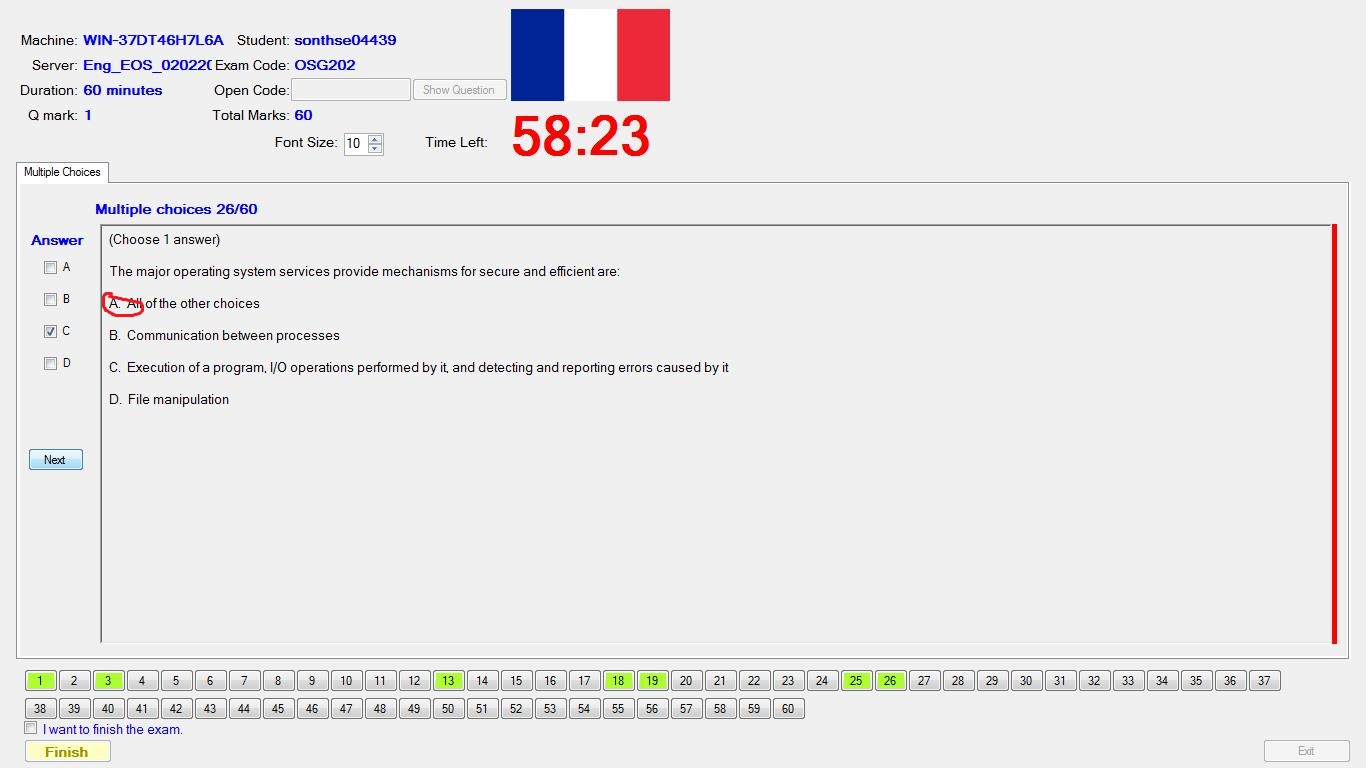 Machine: WIN-37DT46H7L6A Student: sonthse04439
Server: Eng_EOS_020220 Exam Code: OSG202
Duration: 60 minutes Open Code: Show Question
Q mark: 1 Total Marks: 60
Font Size: 10 Time Left: 58:23
Multiple Choices
Multiple choices 26/60
Answer
(Choose 1 answer)
A
The major operating system services provide mechanisms for secure and efficient are:
B
A. All of the other choices
C
B. Communication between processes
D
C. Execution of a program, I/O operations performed by it, and detecting and reporting errors caused by it
D. File manipulation
Next
1 2 3 4 5 6 7 8 9 10 11 12 13 14 15 16 17 18 19 20 21 22 23 24 25 26 27 28 29 30 31 32 33 34 35 36 37
38 39 40 41 42 43 44 45 46 47 48 49 50 51 52 53 54 55 56 57 58 59 60
I want to finish the exam.
Finish Exit